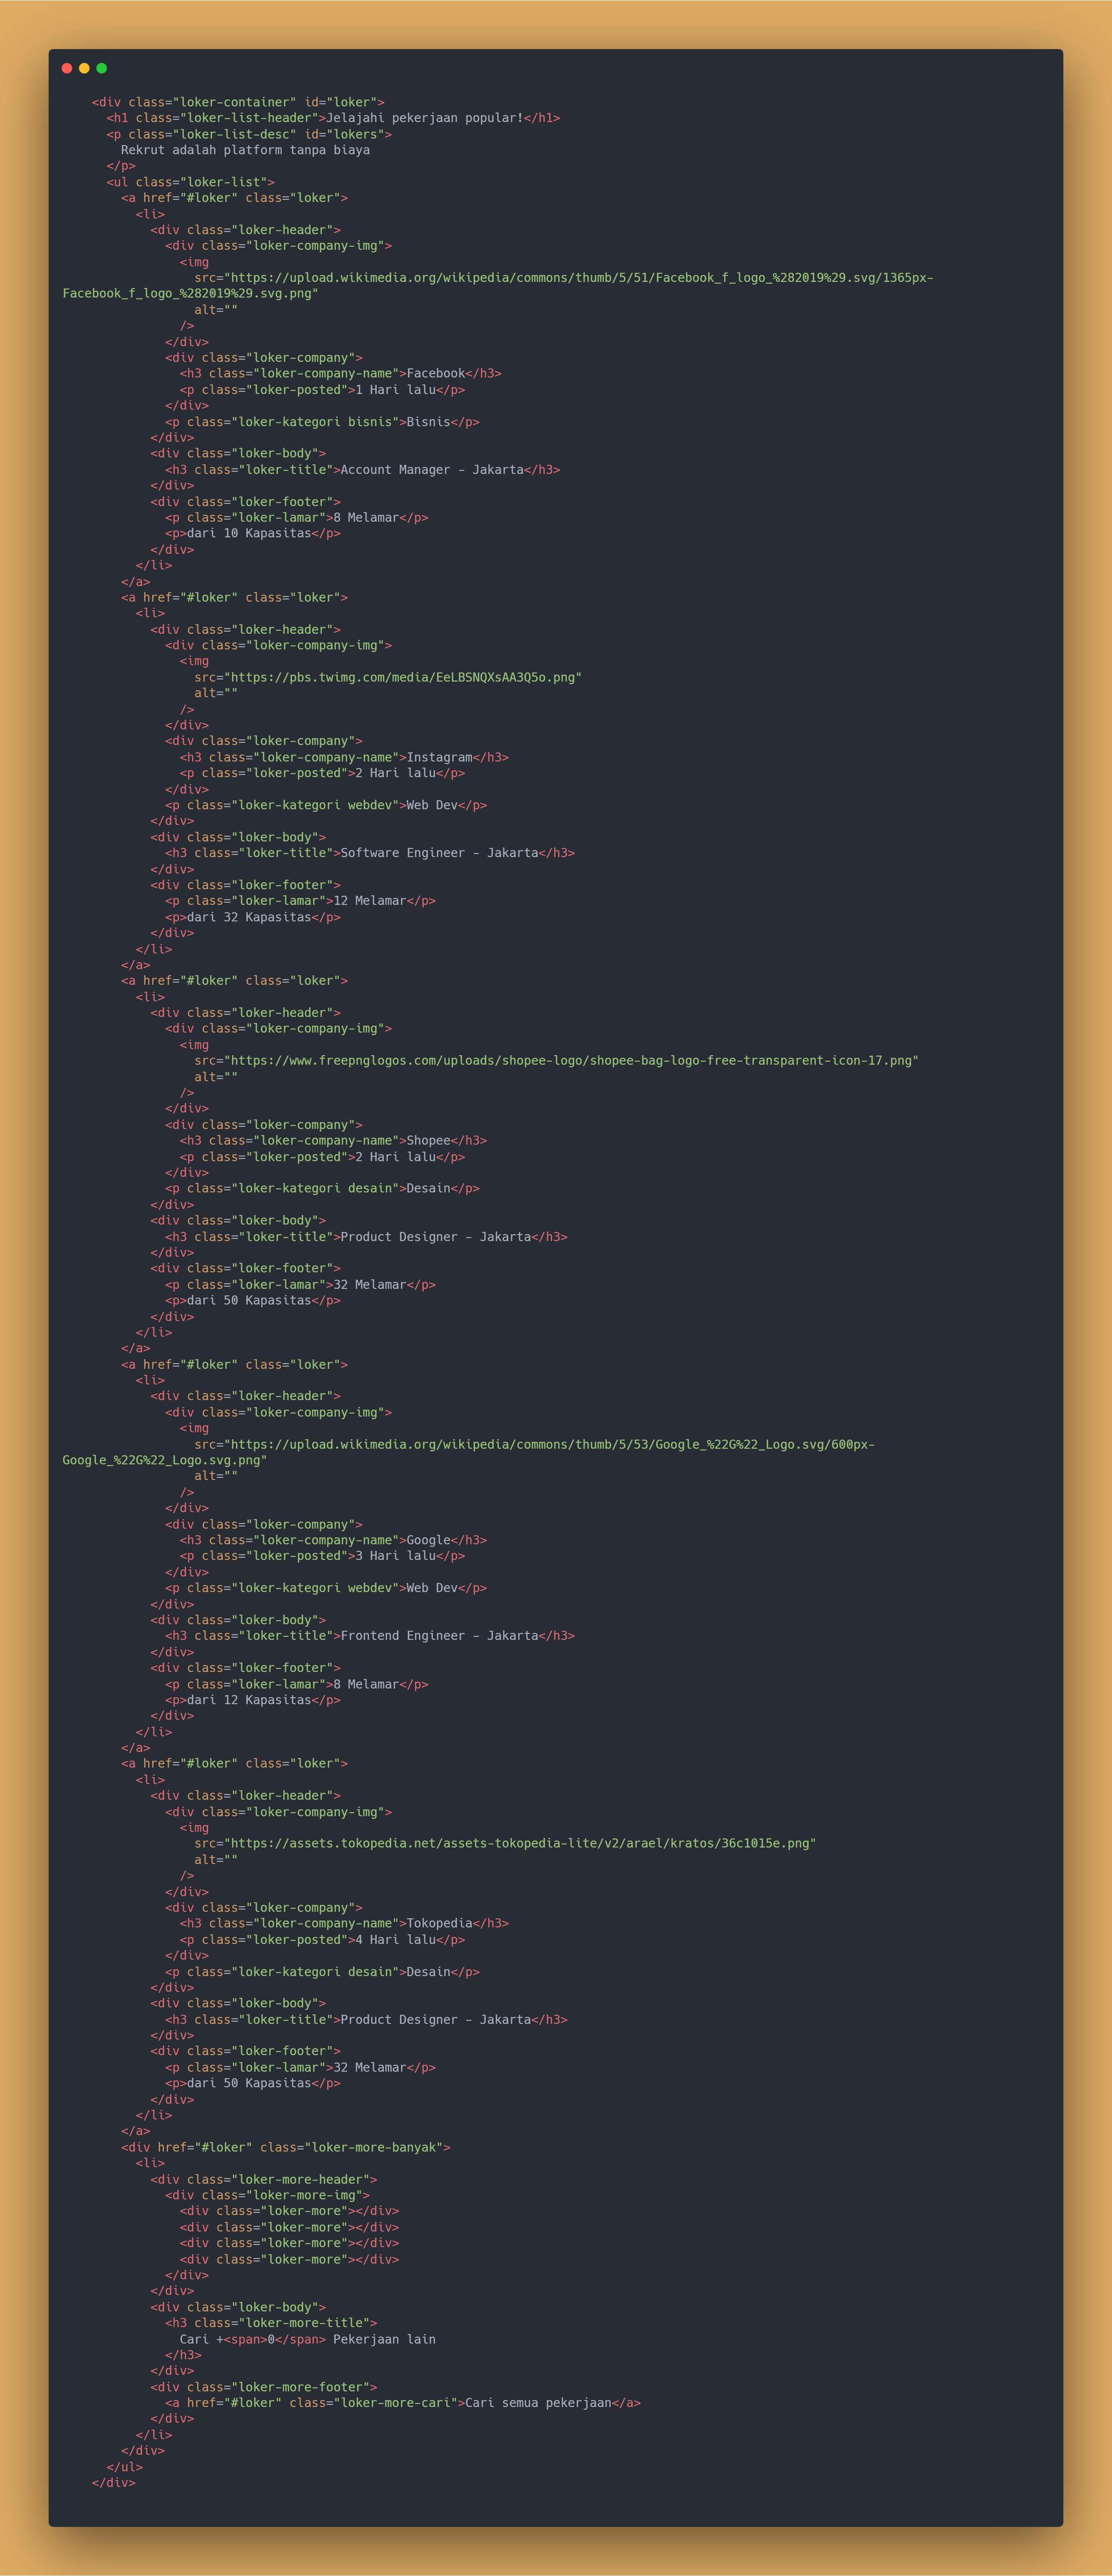 <div class="loker-container" id="loker">
<h1 class="loker-list-header">Jelajahi pekerjaan popular!</h1>
<p class="loker-list-desc" id="lokers">
Rekrut adalah platform tanpa biaya
</p>
<ul class="loker-list">
<a href="#loker" class="loker">
<li>
<div class="loker-header">
<div class="loker-company-img">
<img
src="https://upload.wikimedia.org/wikipedia/commons/thumb/5/51/Facebook_f_logo_%282019%29.svg/1365px-
Facebook_f_logo_%282019%29.svg.png"
alt=""
/>
</div>
<div class="loker-company">
<h3 class="loker-company-name">Facebook</h3>
<p class="loker-posted">1 Hari lalu</p>
</div>
<p class="loker-kategori bisnis">Bisnis</p>
</div>
<div class="loker-body">
<h3 class="loker-title">Account Manager - Jakarta</h3>
</div>
<div class="loker-footer">
<p class="loker-lamar">8 Melamar</p>
<p>dari 10 Kapasitas</p>
</div>
</li>
</a>
<a href="#loker" class="loker">
<li>
<div class="loker-header">
<div class="loker-company-img">
<img
src="https://pbs.twimg.com/media/EeLBSNQXsAA3Q5o.png"
alt=""
/>
</div>
<div class="loker-company">
<h3 class="loker-company-name">Instagram</h3>
<p class="loker-posted">2 Hari lalu</p>
</div>
<p class="loker-kategori webdev">Web Dev</p>
</div>
<div class="loker-body">
<h3 class="loker-title">Software Engineer - Jakarta</h3>
</div>
<div class="loker-footer">
<p class="loker-lamar">12 Melamar</p>
<p>dari 32 Kapasitas</p>
</div>
</li>
</a>
<a href="#loker" class="loker">
<li>
<div class="loker-header">
<div class="loker-company-img">
<img
src="https://www.freepnglogos.com/uploads/shopee-logo/shopee-bag-logo-free-transparent-icon-17.png"
alt=""
/>
</div>
<div class="loker-company">
<h3 class="loker-company-name">Shopee</h3>
<p class="loker-posted">2 Hari lalu</p>
</div>
<p class="loker-kategori desain">Desain</p>
</div>
<div class="loker-body">
<h3 class="loker-title">Product Designer - Jakarta</h3>
</div>
<div class="loker-footer">
<p class="loker-lamar">32 Melamar</p>
<p>dari 50 Kapasitas</p>
</div>
</li>
</a>
<a href="#loker" class="loker">
<li>
<div class="loker-header">
<div class="loker-company-img">
<img
src="https://upload.wikimedia.org/wikipedia/commons/thumb/5/53/Google_%22G%22_Logo.svg/600px-
Google_%22G%22_Logo.svg.png"
alt=""
/>
</div>
<div class="loker-company">
<h3 class="loker-company-name">Google</h3>
<p class="loker-posted">3 Hari lalu</p>
</div>
<p class="loker-kategori webdev">Web Dev</p>
</div>
<div class="loker-body">
<h3 class="loker-title">Frontend Engineer - Jakarta</h3>
</div>
<div class="loker-footer">
<p class="loker-lamar">8 Melamar</p>
<p>dari 12 Kapasitas</p>
</div>
</li>
</a>
<a href="#loker" class="loker">
<li>
<div class="loker-header">
<div class="loker-company-img">
<img
src="https://assets.tokopedia.net/assets-tokopedia-lite/v2/arael/kratos/36c1015e.png"
alt=""
/>
</div>
<div class="loker-company">
<h3 class="loker-company-name">Tokopedia</h3>
<p class="loker-posted">4 Hari lalu</p>
</div>
<p class="loker-kategori desain">Desain</p>
</div>
<div class="loker-body">
<h3 class="loker-title">Product Designer - Jakarta</h3>
</div>
<div class="loker-footer">
<p class="loker-lamar">32 Melamar</p>
<p>dari 50 Kapasitas</p>
</div>
</li>
</a>
<div href="#loker" class="loker-more-banyak">
<li>
<div class="loker-more-header">
<div class="loker-more-img">
<div class="loker-more"></div>
<div class="loker-more"></div>
<div class="loker-more"></div>
<div class="loker-more"></div>
</div>
</div>
<div class="loker-body">
<h3 class="loker-more-title">
Cari +<span>0</span> Pekerjaan lain
</h3>
</div>
<div class="loker-more-footer">
<a href="#loker" class="loker-more-cari">Cari semua pekerjaan</a>
</div>
</li>
</div>
</ul>
</div>